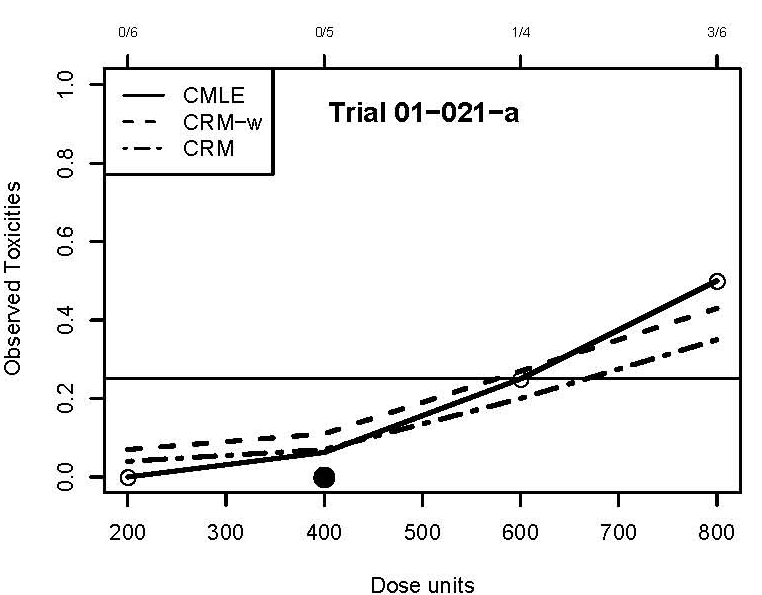 0/6 0/5 1/4 3/6
Trial 01−021−a
CMLE
CRM−w
CRM
Observed Toxicities
1.0
0.8
0.6
0.4
0.2
0.0
200 300 400 500 600 700 800
Dose units